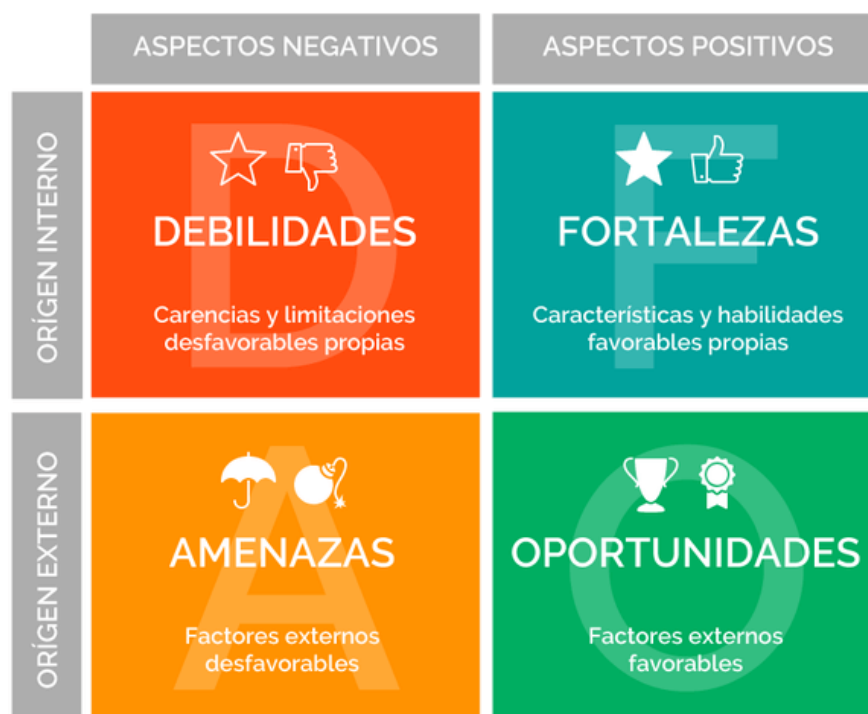 ASPECTOS NEGATIVOS
ASPECTOS POSITIVOS
ORÍGEN INTERNO
D
DEBILIDADES
Carencias y limitaciones
desfavorables propias
F
FORTALEZAS
Características y habilidades
favorables propias
ORÍGEN EXTERNO
A
AMENAZAS
Factores externos
desfavorables
O
OPORTUNIDADES
Factores externos
favorables